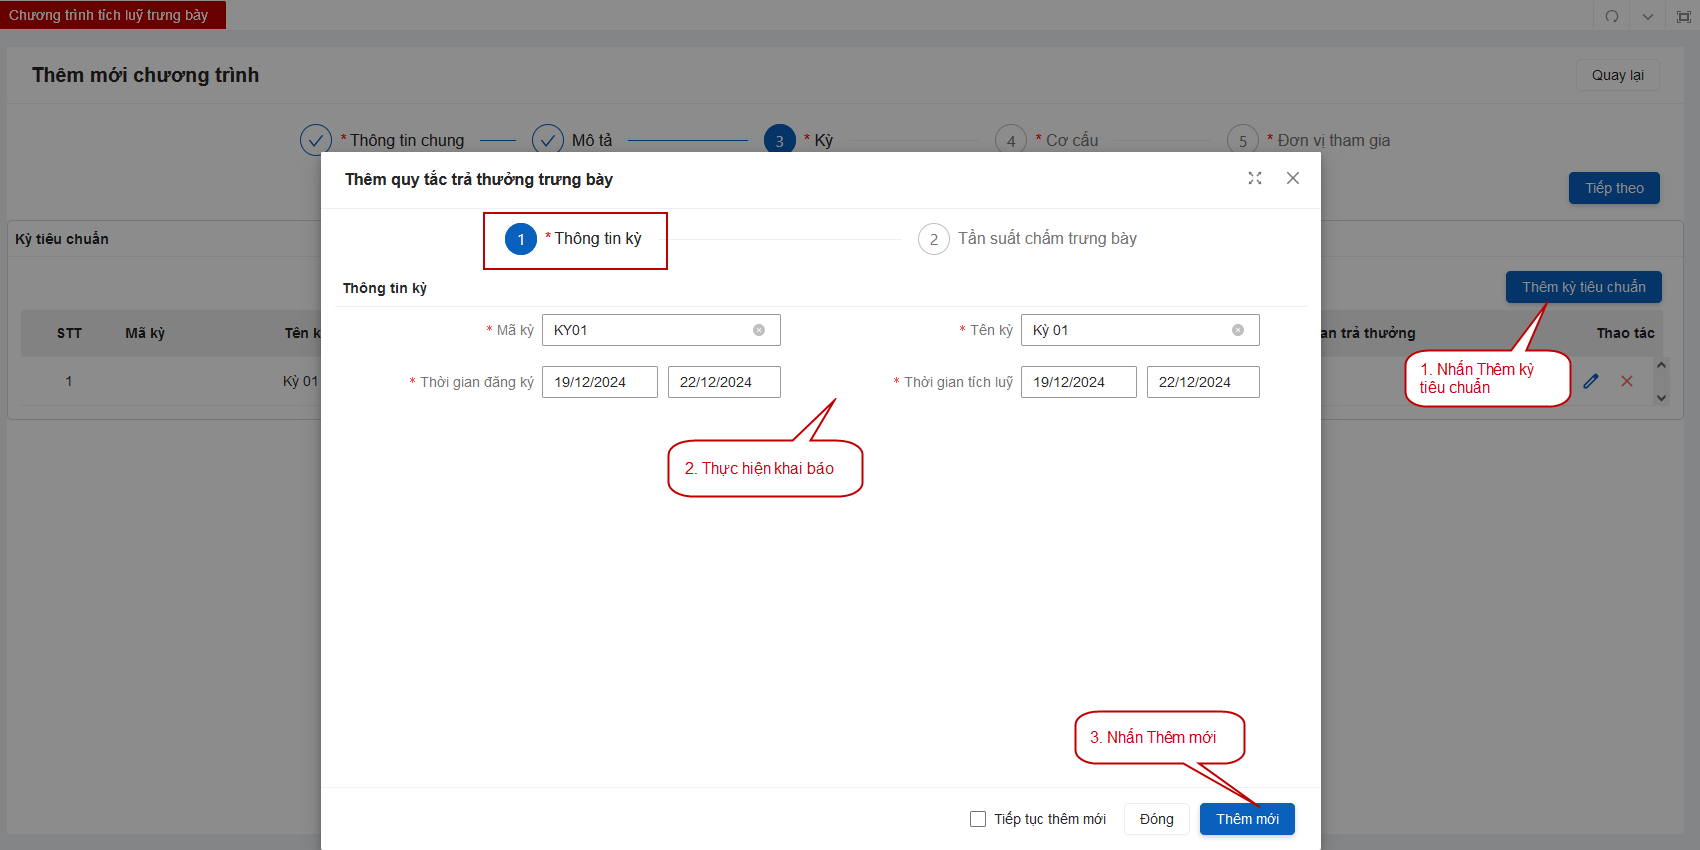 Chương trình tích luỹ trưng bày
Thêm mới chương trình
Quay lại
* Thông tin chung
Mô tả
3 * Kỳ
4 * Cơ cấu
5 * Đơn vị tham gia
Thêm quy tắc trả thưởng trưng bày
Tiếp theo
Kỳ tiêu chuẩn
1 * Thông tin kỳ
2 Tần suất chấm trưng bày
Thông tin kỳ
Thêm kỳ tiêu chuẩn
STT Mã kỳ Tên k
an trả thưởng Thao tác
* Mã kỳ KY01
* Tên kỳ Kỳ 01
1 Kỳ 01
* Thời gian đăng ký 19/12/2024 22/12/2024
* Thời gian tích luỹ 19/12/2024 22/12/2024
1. Nhấn Thêm kỳ
tiêu chuẩn
2. Thực hiện khai báo
3. Nhấn Thêm mới
Tiếp tục thêm mới
Đóng
Thêm mới